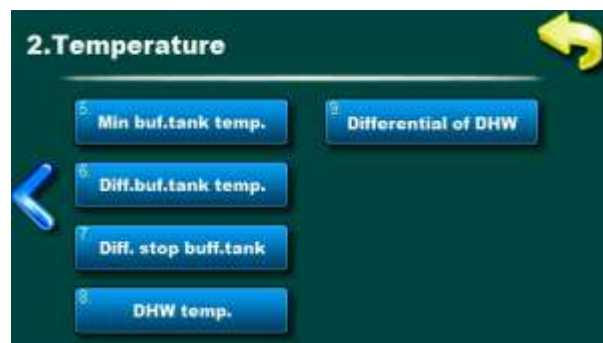 2.Temperature
5.
Min buf.tank temp.
6.
Diff.buf.tank temp.
7.
Diff. stop buff.tank
8.
DHW temp.
9.
Differential of DHW